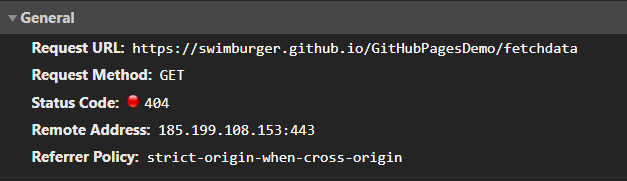 General
Request URL: https://swimburger.github.io/GitHubPagesDemo/fetchdata
Request Method: GET
Status Code: 404
Remote Address: 185.199.108.153:443
Referrer Policy: strict-origin-when-cross-origin